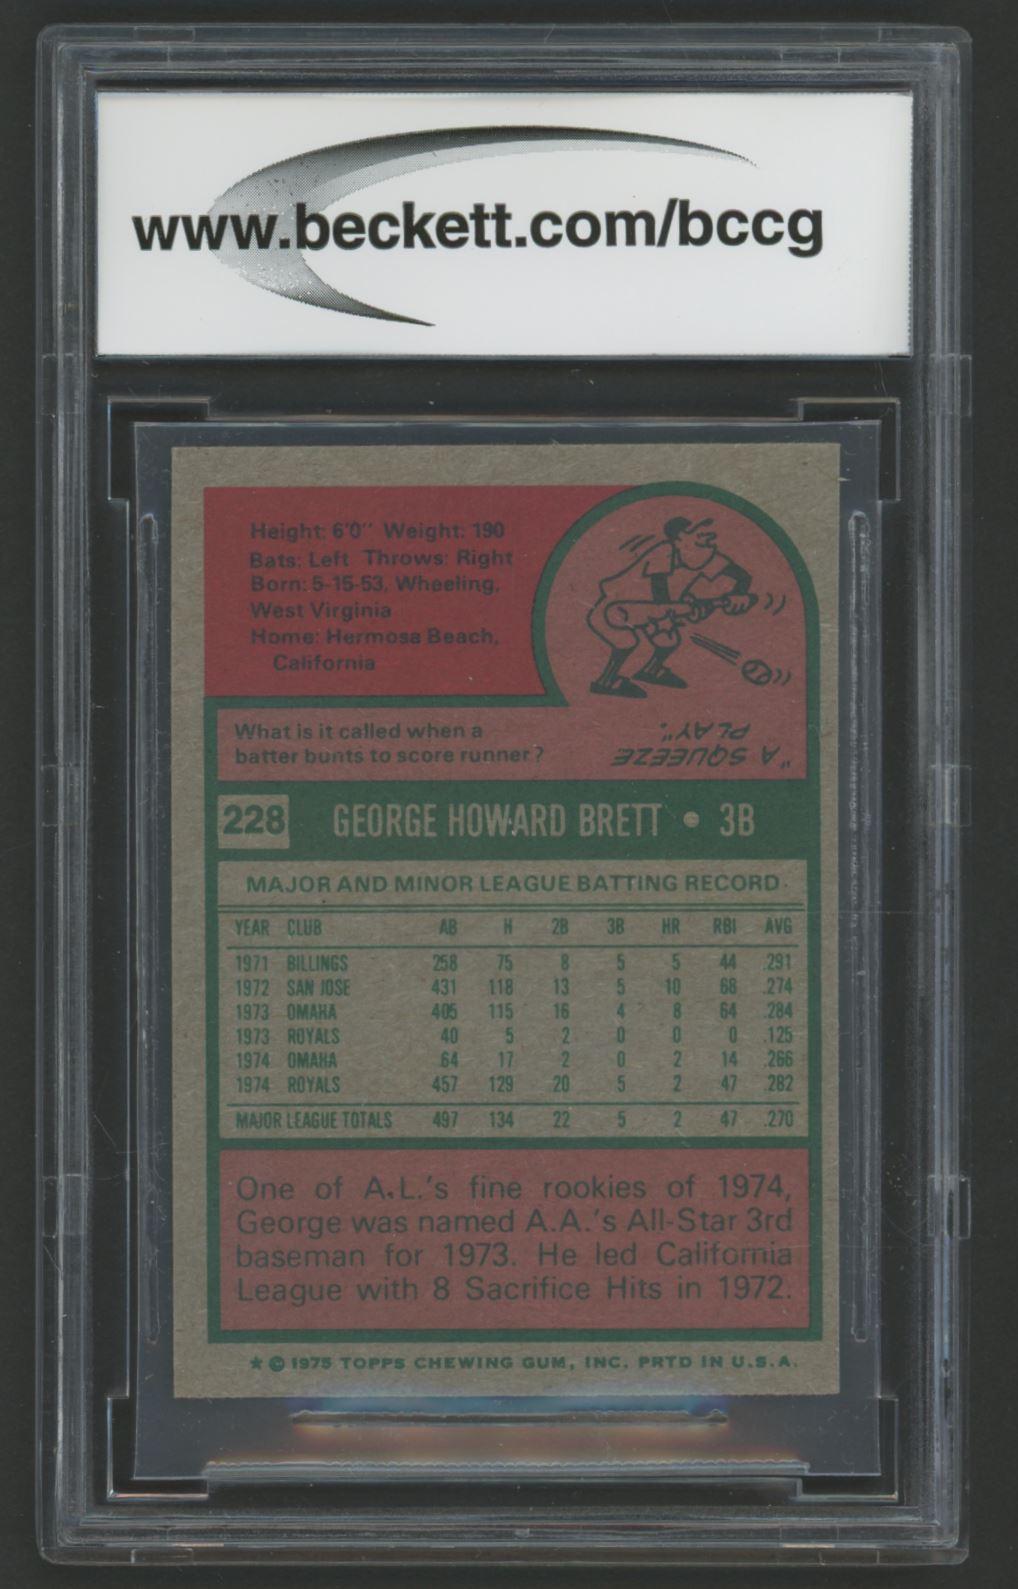 www.beckett.com/bccg
Height: 6'0" Weight: 190
Bats: Left Throws: Right
Born: 5-15-53, Wheeling,
West Virginia
Home: Hermosa Beach,
California
What is it called when a
batter bunts to score runner?
"A SQUEEZE
PLAY".
228 GEORGE HOWARD BRETT • 3B
MAJOR AND MINOR LEAGUE BATTING RECORD
YEAR CLUB AB H 2B 3B HR RBI AVG
1971 BILLINGS 258 75 8 5 5 44 .291
1972 SAN JOSE 431 118 13 5 10 68 .274
1973 OMAHA 405 115 16 4 8 64 .284
1973 ROYALS 40 5 2 0 0 0 .125
1974 OMAHA 64 17 2 0 2 14 .266
1974 ROYALS 457 129 20 5 2 47 .282
MAJOR LEAGUE TOTALS 497 134 22 5 2 47 .270
One of A.L.'s fine rookies of 1974,
George was named A.A.'s All-Star 3rd
baseman for 1973. He led California
League with 8 Sacrifice Hits in 1972.
★ © 1975 TOPPS CHEWING GUM, INC. PRTD IN U.S.A.